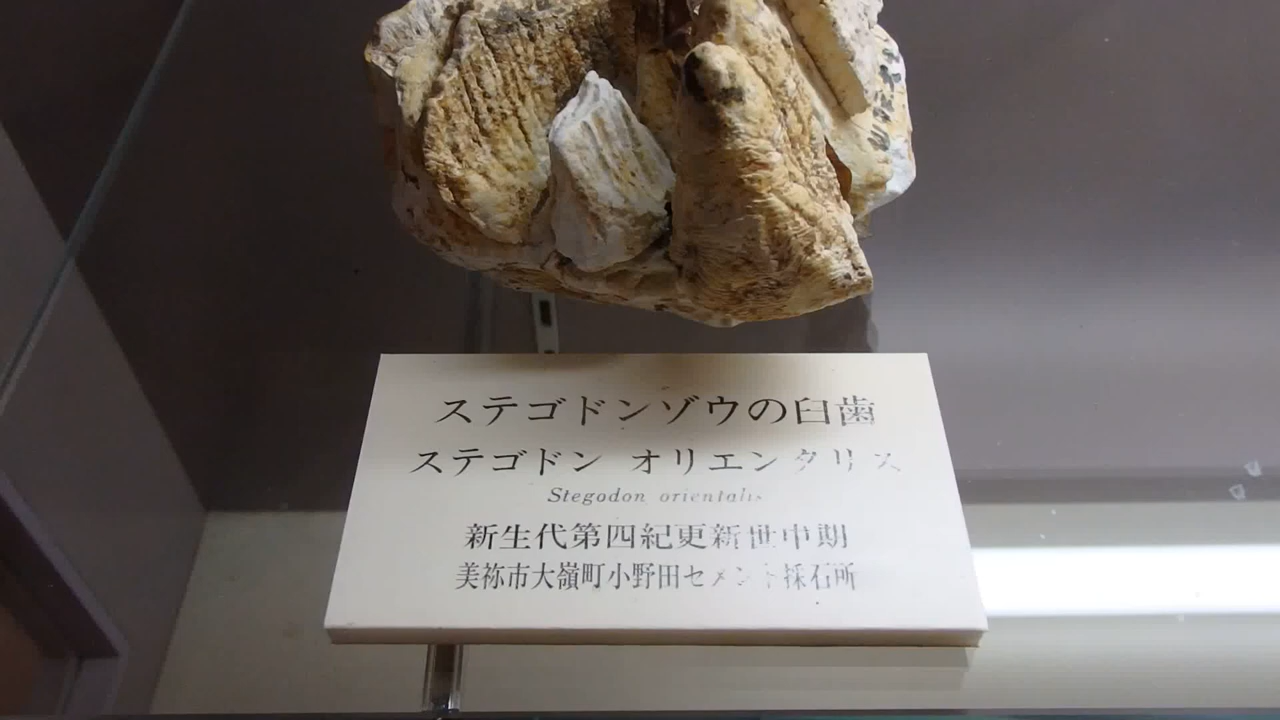 ステゴドンゾウの臼歯
ステゴドン オリエンタリス
Stegodon orientalis
新生代第四紀更新世中期
美祢市大嶺町小野田セメント採石所